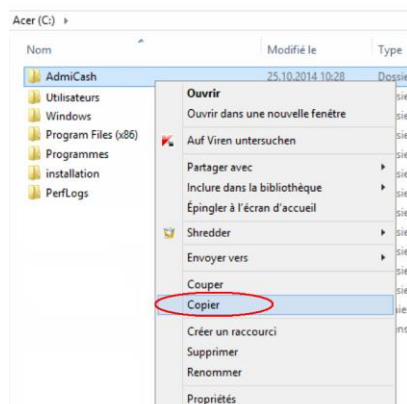 Acer (C:)
Nom Modifié le Type
AdmiCash 25.10.2014 10:28 Dossie
Utilisateurs
Windows
Program Files (x86)
Programmes
installation
PerfLogs
Ouvrir
Ouvrir dans une nouvelle fenêtre
Auf Viren untersuchen
Partager avec
Inclure dans la bibliothèque
Épingler à l'écran d'accueil
Shredder
Envoyer vers
Couper
Copier
Créer un raccourci
Supprimer
Renommer
Propriétés